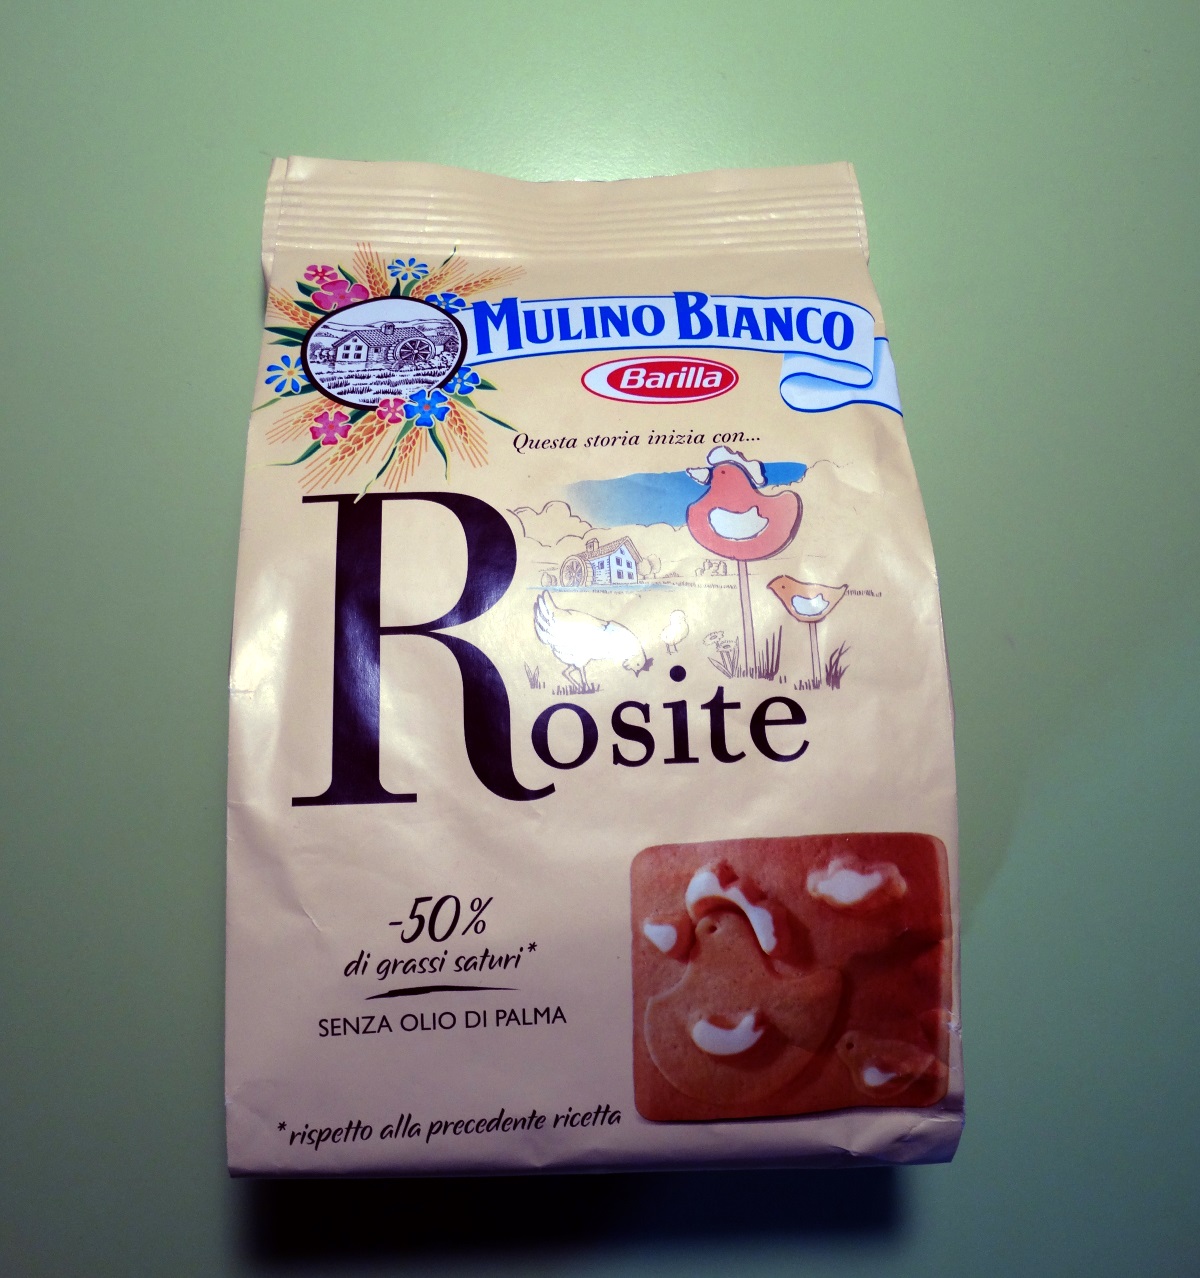 MULINO BIANCO
Barilla
Questa storia inizia con...
Rosite
-50%
di grassi saturi*
SENZA OLIO DI PALMA
*rispetto alla precedente ricetta